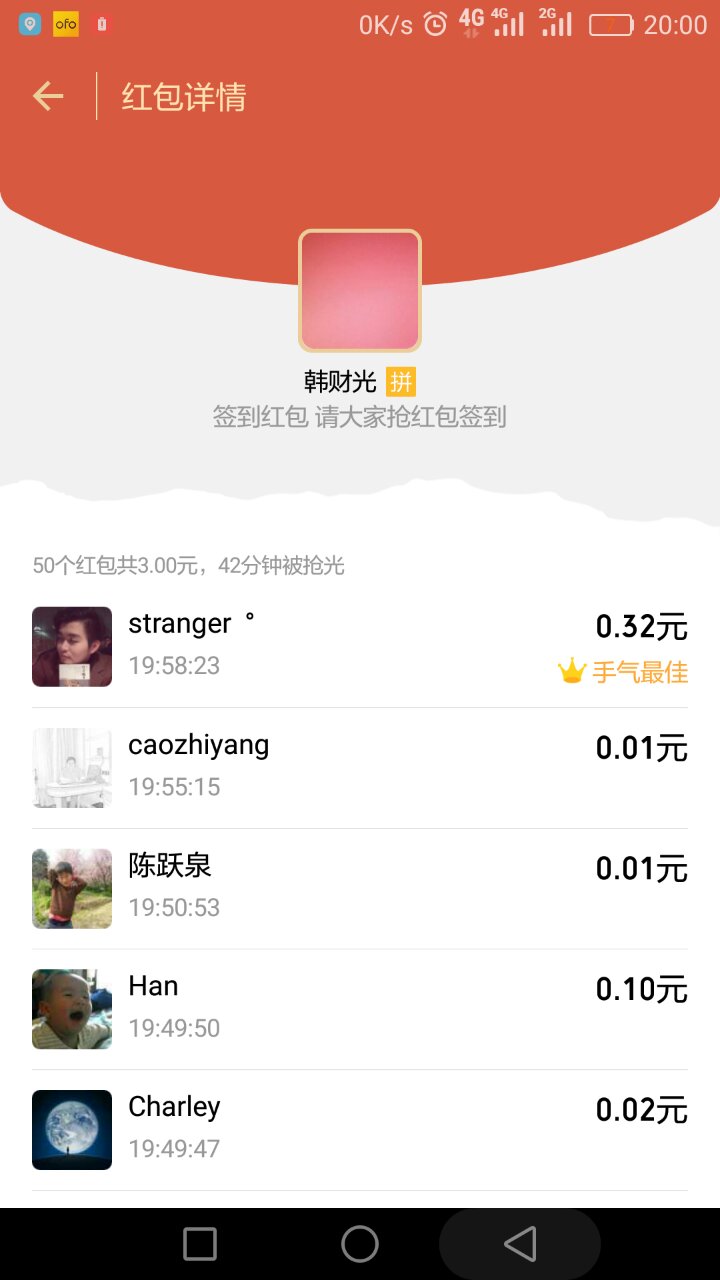 ofo 0K/s 4G 4G 2G 7 20:00
红包详情
韩财光 拼
签到红包 请大家抢红包签到
50个红包共3.00元，42分钟被抢光
stranger ° 0.32元
19:58:23 手气最佳
caozhiyang 0.01元
19:55:15
陈跃泉 0.01元
19:50:53
Han 0.10元
19:49:50
Charley 0.02元
19:49:47